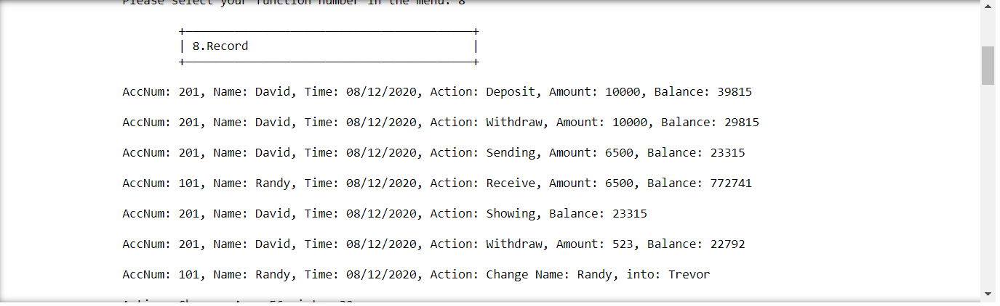 Please select your function number in the menu: 8
8.Record
AccNum: 201, Name: David, Time: 08/12/2020, Action: Deposit, Amount: 10000, Balance: 39815
AccNum: 201, Name: David, Time: 08/12/2020, Action: Withdraw, Amount: 10000, Balance: 29815
AccNum: 201, Name: David, Time: 08/12/2020, Action: Sending, Amount: 6500, Balance: 23315
AccNum: 101, Name: Randy, Time: 08/12/2020, Action: Receive, Amount: 6500, Balance: 772741
AccNum: 201, Name: David, Time: 08/12/2020, Action: Showing, Balance: 23315
AccNum: 201, Name: David, Time: 08/12/2020, Action: Withdraw, Amount: 523, Balance: 22792
AccNum: 101, Name: Randy, Time: 08/12/2020, Action: Change Name: Randy, into: Trevor